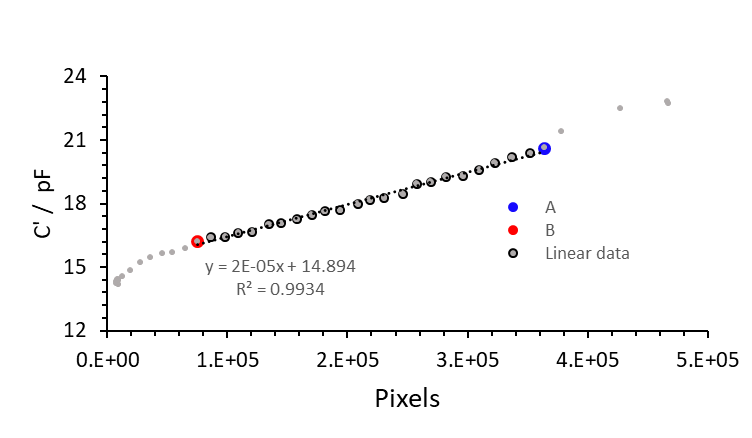 24
21
18
15
12
C' / pF
0.E+00
1.E+05
2.E+05
3.E+05
4.E+05
5.E+05
Pixels
y = 2E-05x + 14.894
R² = 0.9934
A
B
Linear data